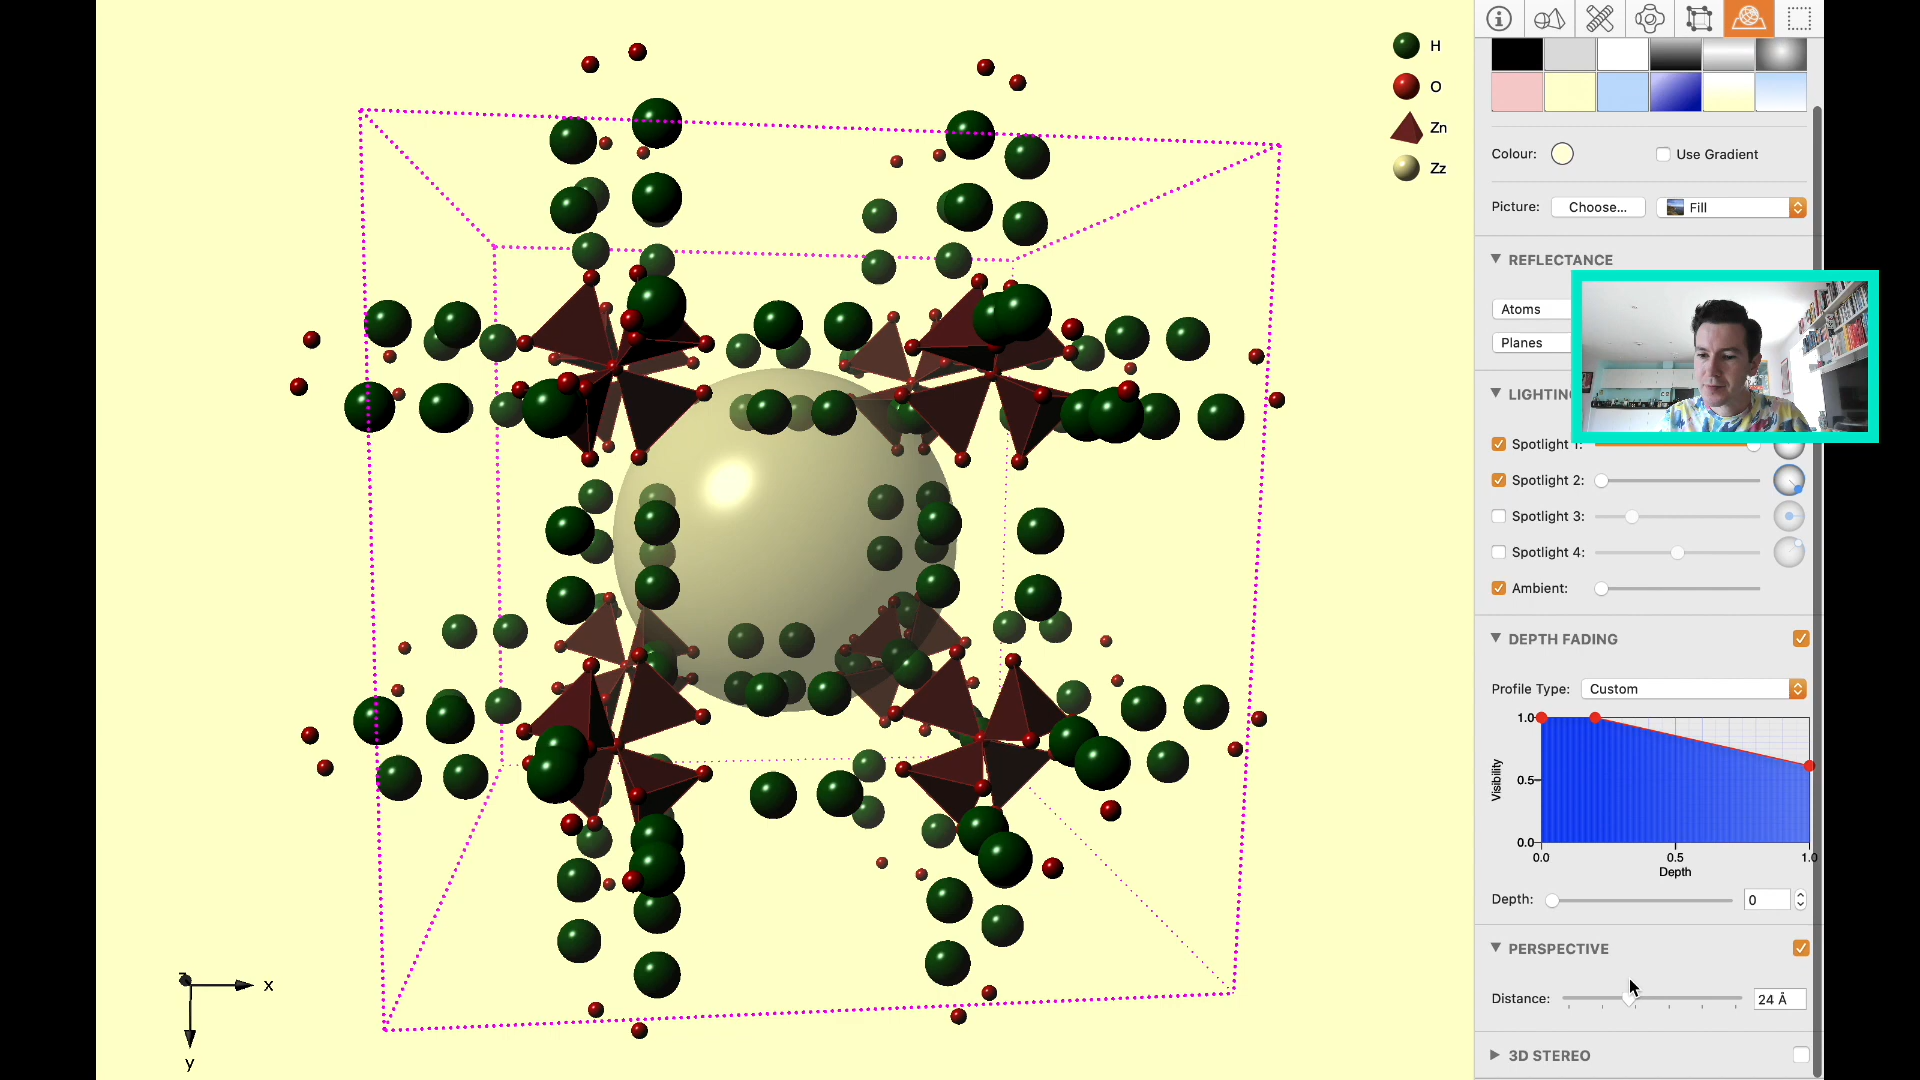 H
O
Zn
Zz
Colour:
Use Gradient
Picture:
Choose...
Fill
REFLECTANCE
Atoms
Planes
LIGHTING
Spotlight 1:
Spotlight 2:
Spotlight 3:
Spotlight 4:
Ambient:
DEPTH FADING
Profile Type:
Custom
1.0
0.5
0.0
Visibility
0.0
0.5
1.0
Depth
Depth:
0
PERSPECTIVE
Distance:
24 Å
3D STEREO
z
x
y